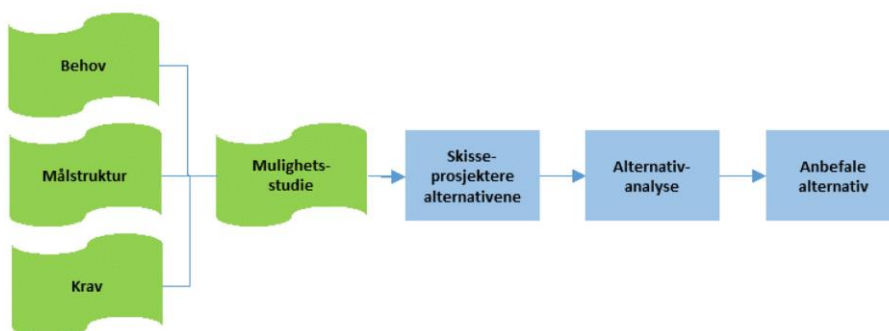 Behov
Målstruktur
Krav
Mulighets-
studie
Skisse-
prosjektere
alternativene
Alternativ-
analyse
Anbefale
alternativ